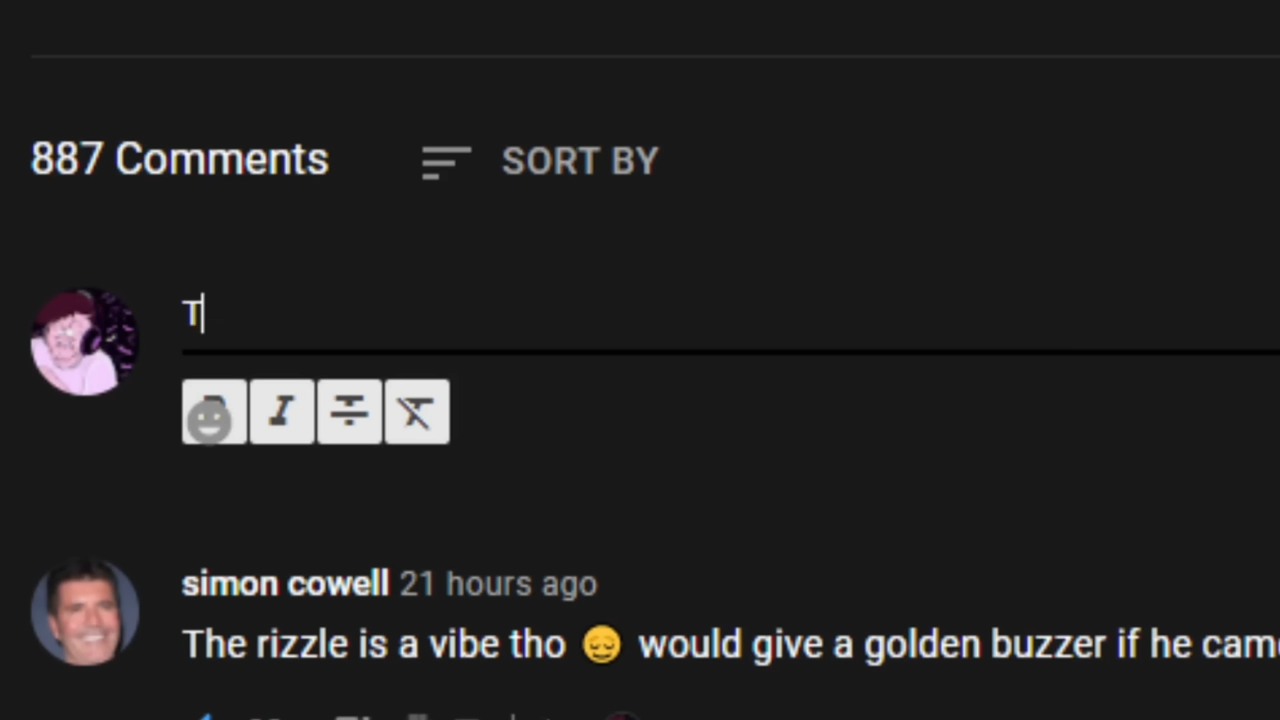 887 Comments
SORT BY
T
simon cowell 21 hours ago
The rizzle is a vibe tho 😌 would give a golden buzzer if he